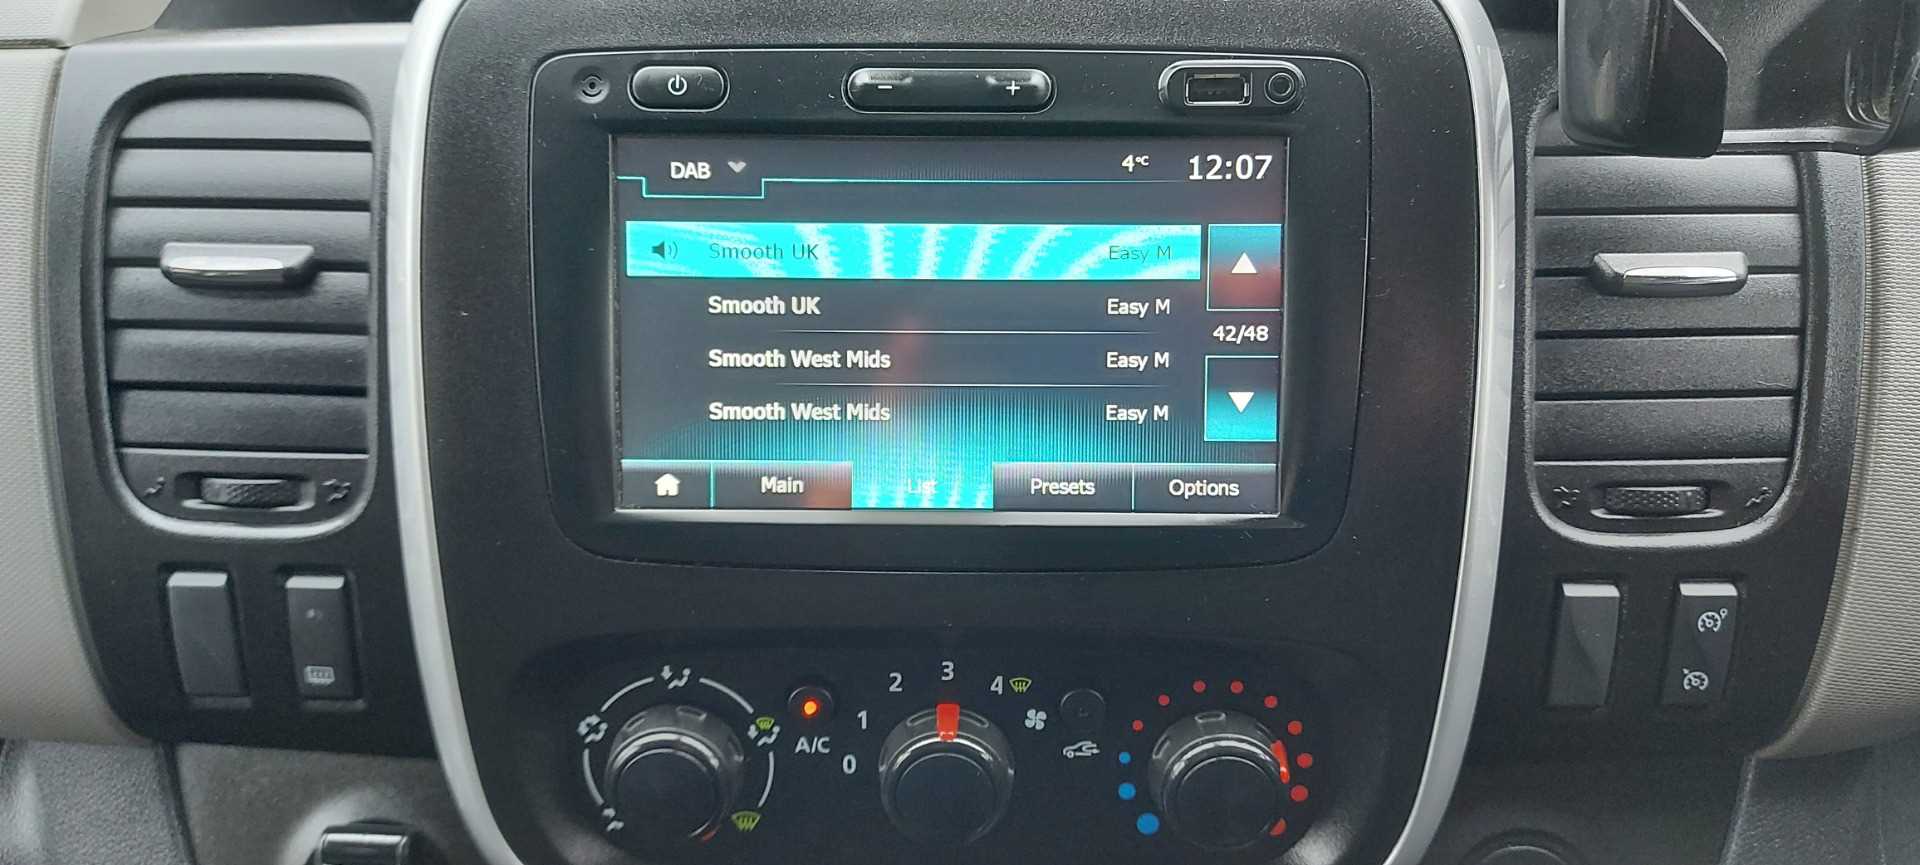 − +
DAB 4°C 12:07
Smooth UK Easy M
Smooth UK Easy M
42/48
Smooth West Mids Easy M
Smooth West Mids Easy M
Main List Presets Options
0 1 2 3 4
A/C